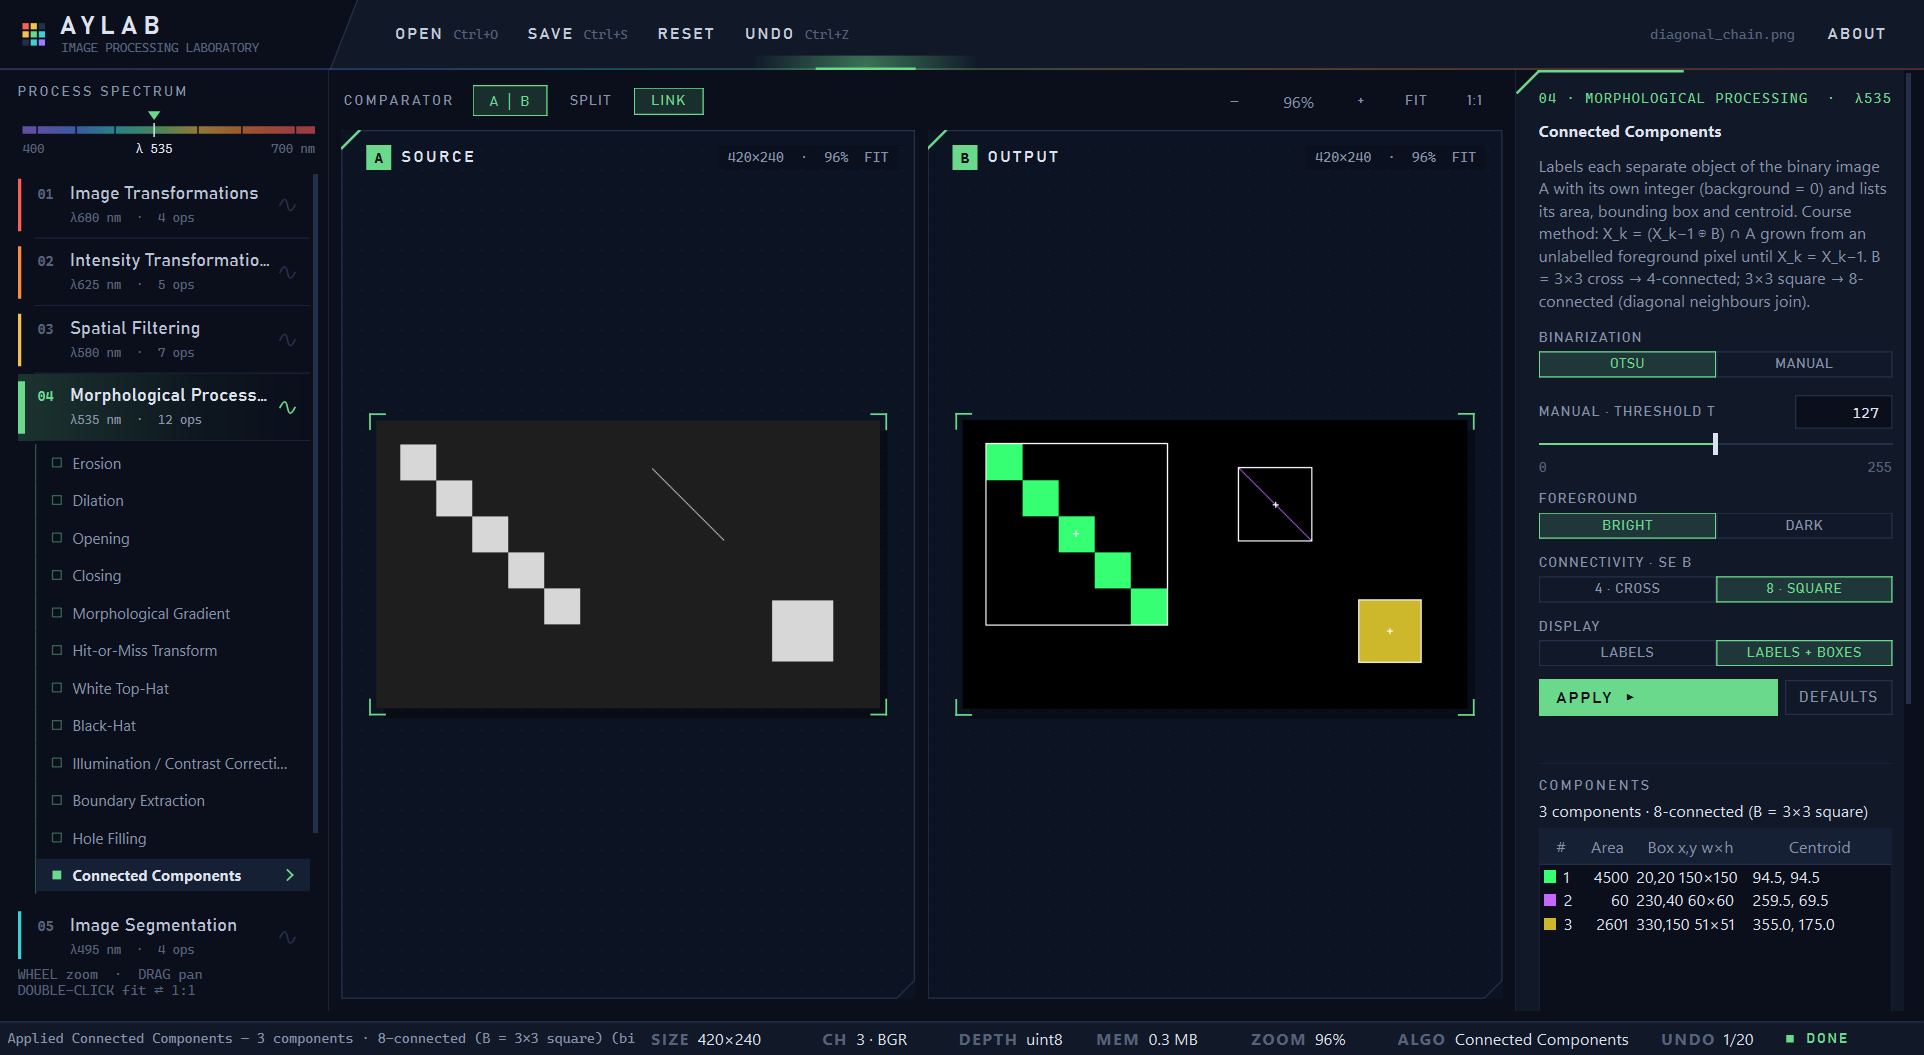 AYLAB
IMAGE PROCESSING LABORATORY
OPEN Ctrl+O SAVE Ctrl+S RESET UNDO Ctrl+Z
diagonal_chain.png ABOUT
PROCESS SPECTRUM
400 λ 535 700 nm
01 Image Transformations
λ680 nm · 4 ops
02 Intensity Transformatio…
λ625 nm · 5 ops
03 Spatial Filtering
λ580 nm · 7 ops
04 Morphological Process…
λ535 nm · 12 ops
Erosion
Dilation
Opening
Closing
Morphological Gradient
Hit-or-Miss Transform
White Top-Hat
Black-Hat
Illumination / Contrast Correcti…
Boundary Extraction
Hole Filling
Connected Components
05 Image Segmentation
λ495 nm · 4 ops
WHEEL zoom · DRAG pan
DOUBLE-CLICK fit ⇄ 1:1
COMPARATOR A | B SPLIT LINK
− 96% + FIT 1:1
A SOURCE 420×240 · 96% FIT
B OUTPUT 420×240 · 96% FIT
04 · MORPHOLOGICAL PROCESSING · λ535
Connected Components
Labels each separate object of the binary image
A with its own integer (background = 0) and lists
its area, bounding box and centroid. Course
method: X_k = (X_k−1 ⊕ B) ∩ A grown from an
unlabelled foreground pixel until X_k = X_k−1. B
= 3×3 cross → 4-connected; 3×3 square → 8-
connected (diagonal neighbours join).
BINARIZATION
OTSU MANUAL
MANUAL · THRESHOLD T 127
0 255
FOREGROUND
BRIGHT DARK
CONNECTIVITY · SE B
4 · CROSS 8 · SQUARE
DISPLAY
LABELS LABELS + BOXES
APPLY ▸ DEFAULTS
COMPONENTS
3 components · 8-connected (B = 3×3 square)
# Area Box x,y w×h Centroid
1 4500 20,20 150×150 94.5, 94.5
2 60 230,40 60×60 259.5, 69.5
3 2601 330,150 51×51 355.0, 175.0
Applied Connected Components — 3 components · 8-connected (B = 3×3 square) (bi SIZE 420×240 CH 3 · BGR DEPTH uint8 MEM 0.3 MB ZOOM 96% ALGO Connected Components UNDO 1/20 DONE